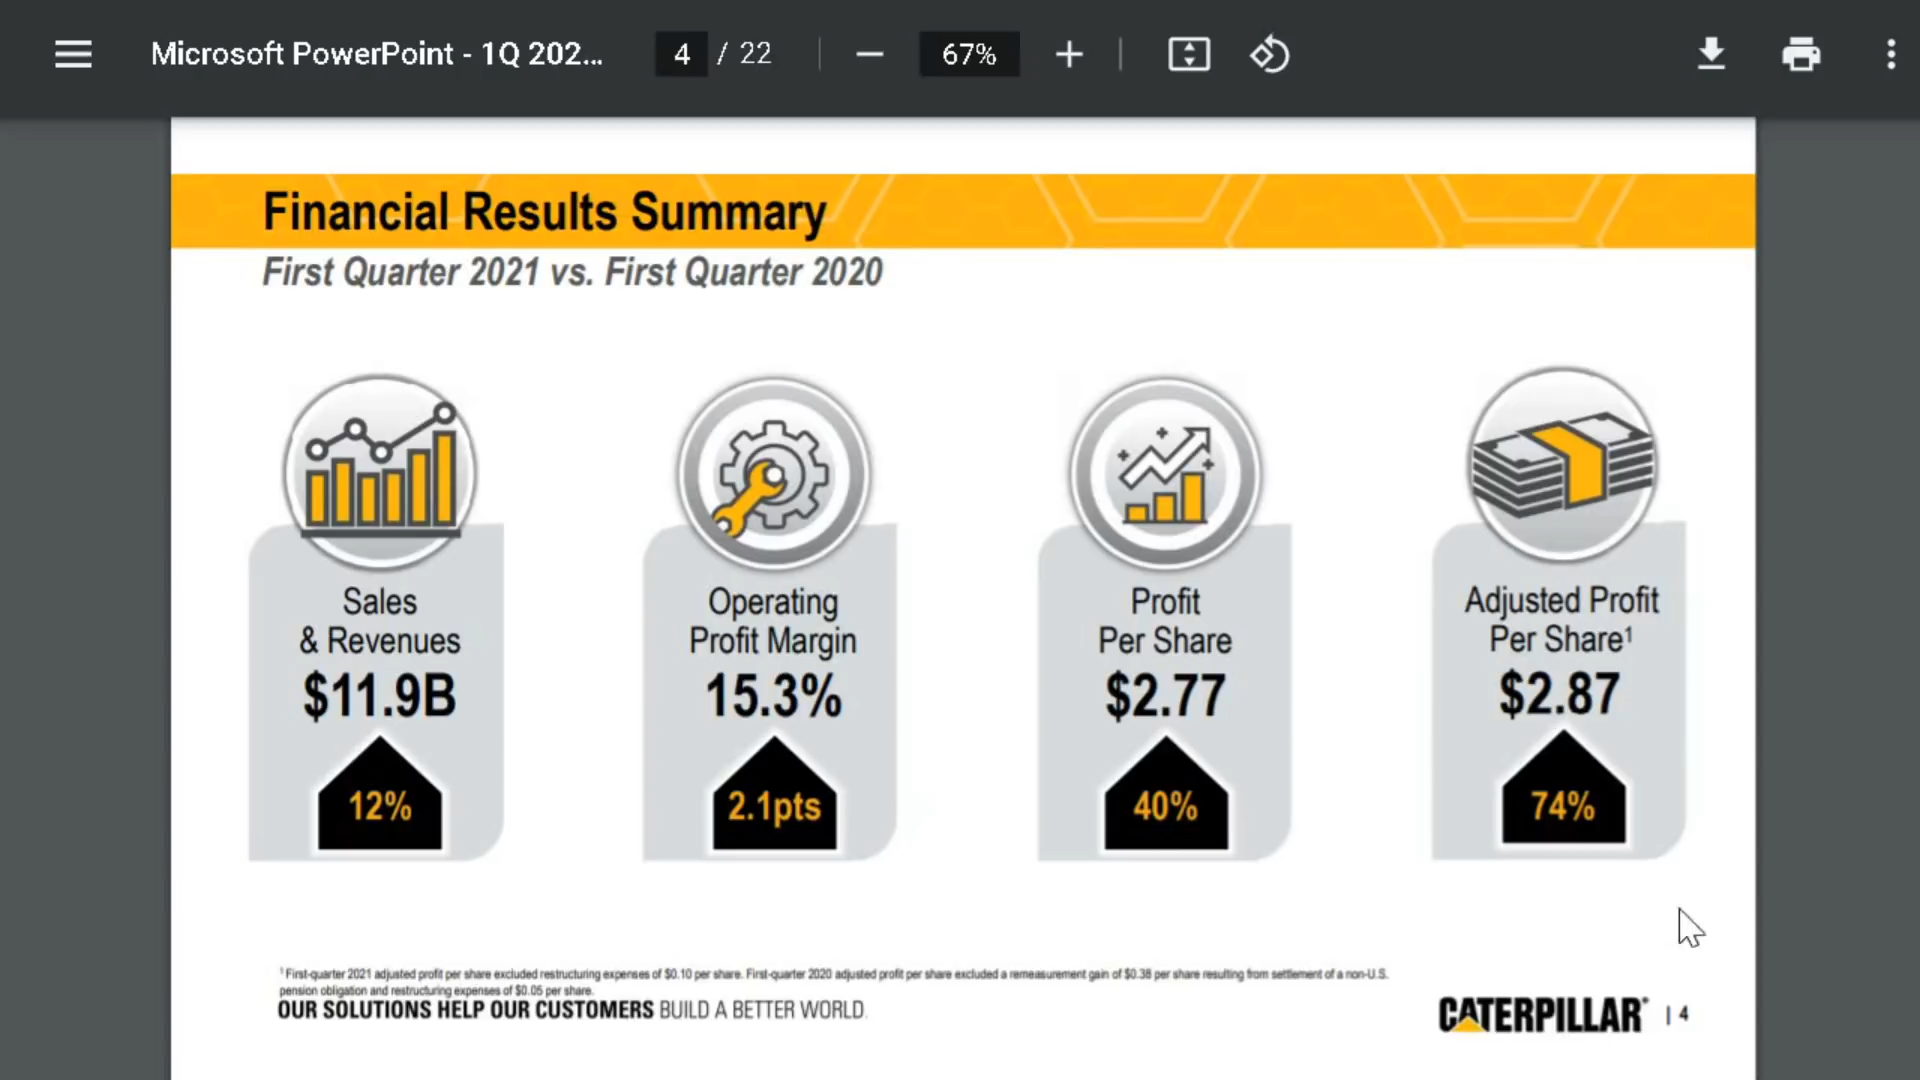 Microsoft PowerPoint - 1Q 202...
4 / 22
67%
Financial Results Summary
First Quarter 2021 vs. First Quarter 2020
Sales
& Revenues
$11.9B
12%
Operating
Profit Margin
15.3%
2.1pts
Profit
Per Share
$2.77
40%
Adjusted Profit
Per Share¹
$2.87
74%
¹ First-quarter 2021 adjusted profit per share excluded restructuring expenses of $0.10 per share. First-quarter 2020 adjusted profit per share excluded a remeasurement gain of $0.38 per share resulting from settlement of a non-U.S.
pension obligation and restructuring expenses of $0.05 per share.
OUR SOLUTIONS HELP OUR CUSTOMERS BUILD A BETTER WORLD.
CATERPILLAR® | 4